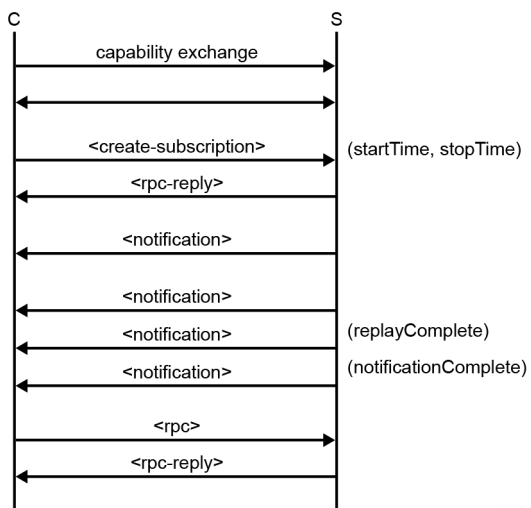 C S
capability exchange
<create-subscription> (startTime, stopTime)
<rpc-reply>
<notification>
<notification>
<notification> (replayComplete)
<notification> (notificationComplete)
<rpc>
<rpc-reply>